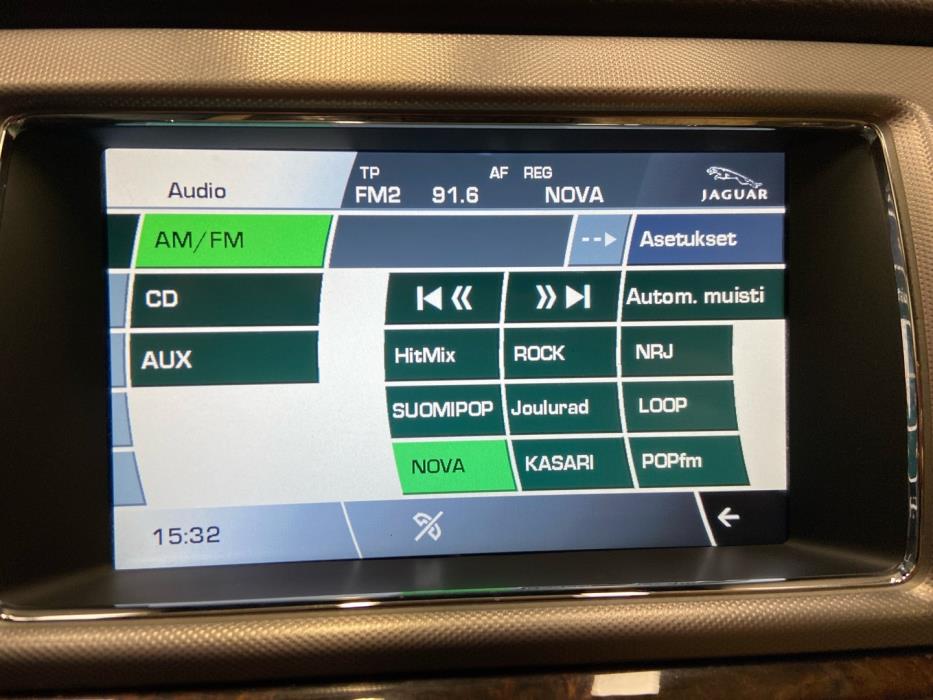 Audio
TP AF REG
FM2 91.6 NOVA
JAGUAR
AM/FM
Asetukset
CD
Autom. muisti
AUX
HitMix ROCK NRJ
SUOMIPOP Joulurad LOOP
NOVA KASARI POPfm
15:32